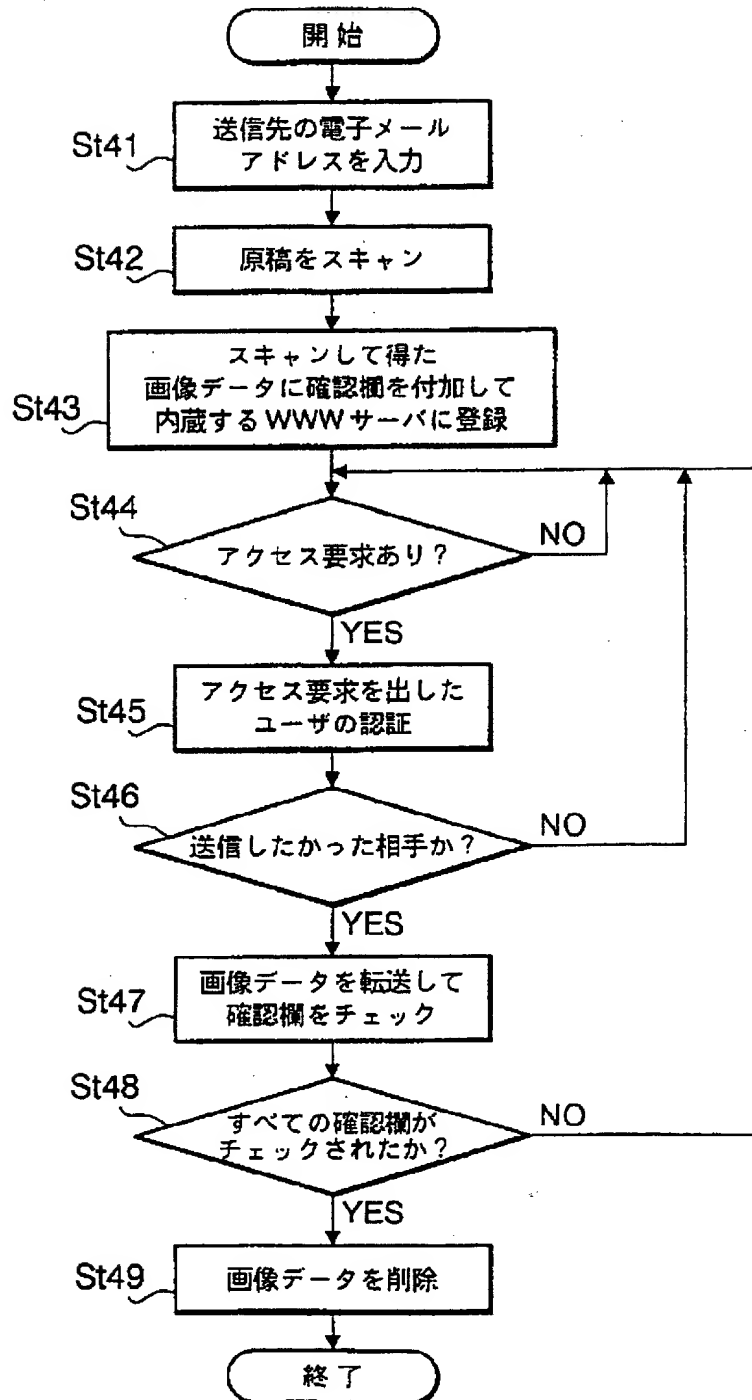 開始
St41
送信先の電子メール
アドレスを入力
St42
原稿をスキャン
St43
スキャンして得た
画像データに確認欄を付加して
内蔵するWWWサーバに登録
St44
アクセス要求あり?
NO
YES
St45
アクセス要求を出した
ユーザの認証
St46
送信したかった相手か?
NO
YES
St47
画像データを転送して
確認欄をチェック
St48
すべての確認欄が
チェックされたか?
NO
YES
St49
画像データを削除
終了